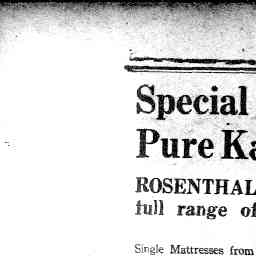 Special
Pure Ka
ROSENTHAL
full range of
Single Mattresses from